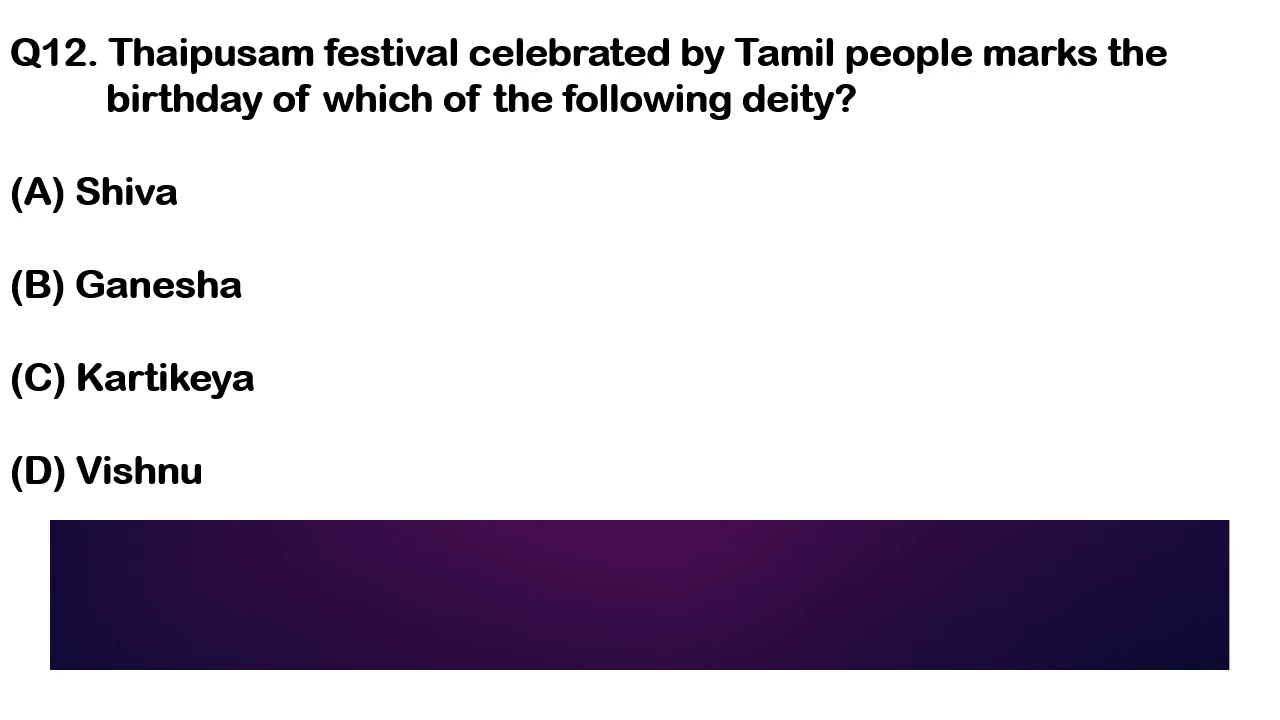 Q12. Thaipusam festival celebrated by Tamil people marks the
birthday of which of the following deity?
(A) Shiva
(B) Ganesha
(C) Kartikeya
(D) Vishnu